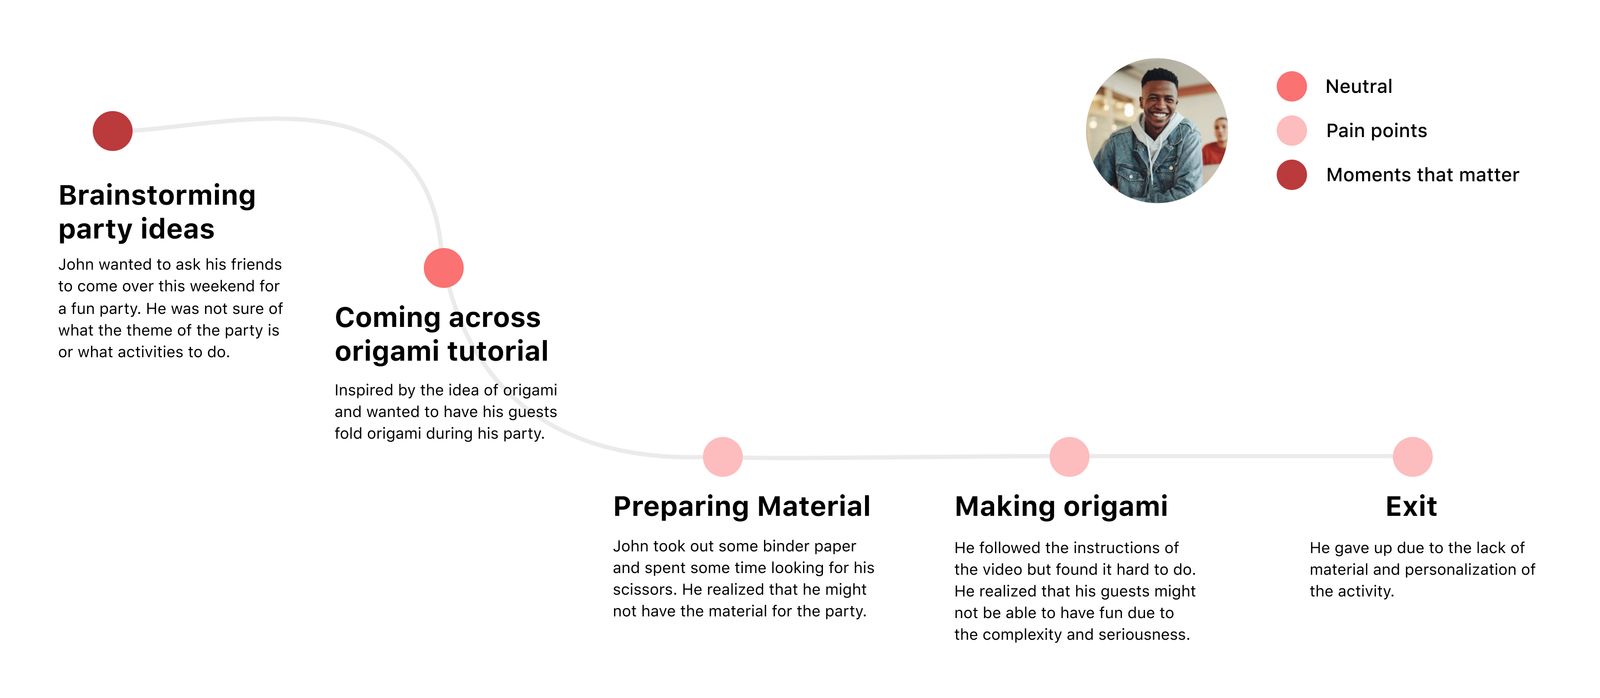 Neutral
Pain points
Moments that matter
Brainstorming
party ideas
John wanted to ask his friends
to come over this weekend for
a fun party. He was not sure of
what the theme of the party is
or what activities to do.
Coming across
origami tutorial
Inspired by the idea of origami
and wanted to have his guests
fold origami during his party.
Preparing Material
John took out some binder paper
and spent some time looking for his
scissors. He realized that he might
not have the material for the party.
Making origami
He followed the instructions of
the video but found it hard to do.
He realized that his guests might
not be able to have fun due to
the complexity and seriousness.
Exit
He gave up due to the lack of
material and personalization of
the activity.